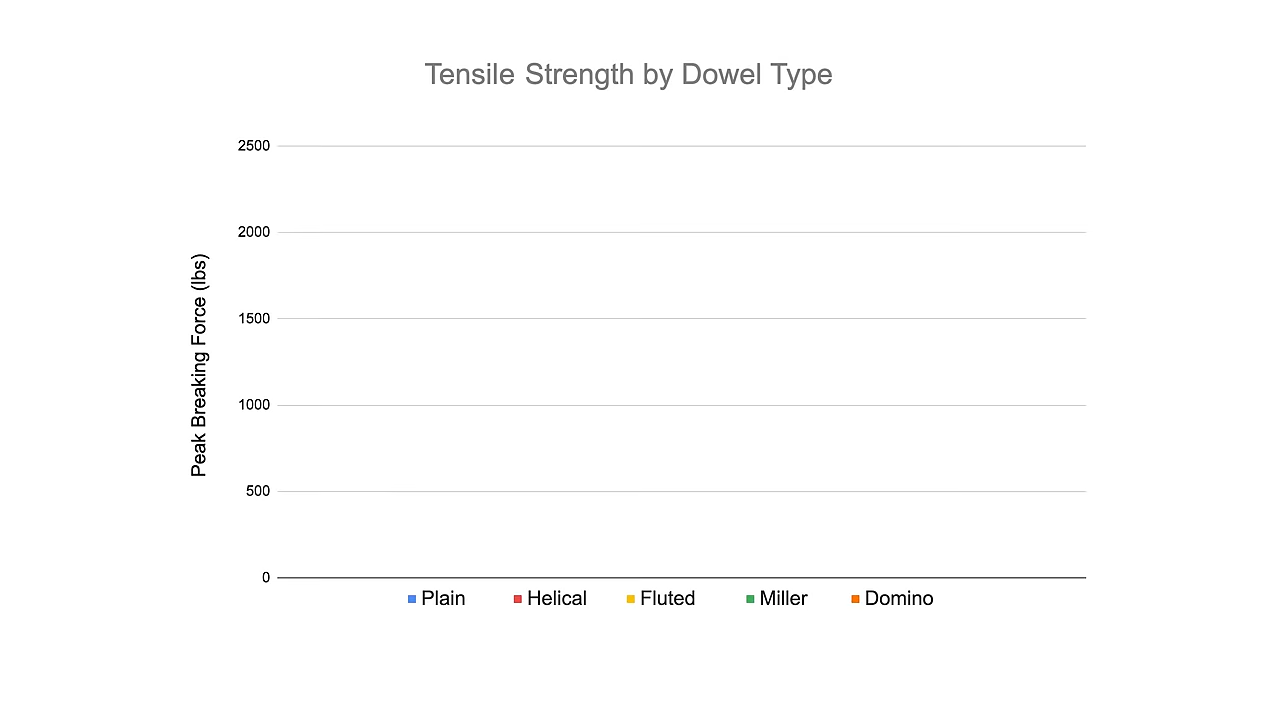 Tensile Strength by Dowel Type
Peak Breaking Force (lbs)
2500
2000
1500
1000
500
0
Plain Helical Fluted Miller Domino